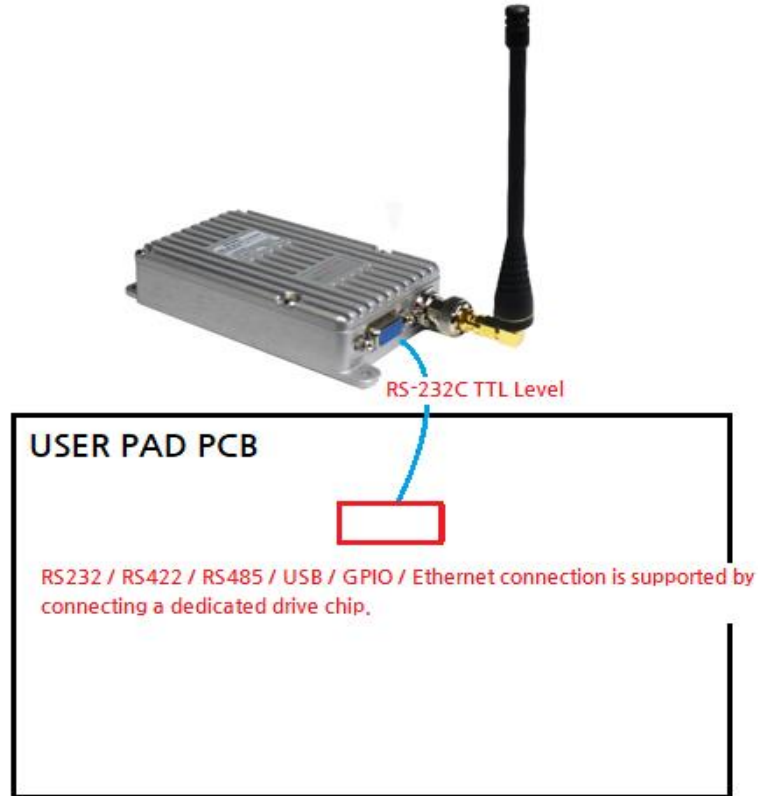 RS-232C TTL Level
USER PAD PCB
RS232 / RS422 / RS485 / USB / GPIO / Ethernet connection is supported by
connecting a dedicated drive chip.